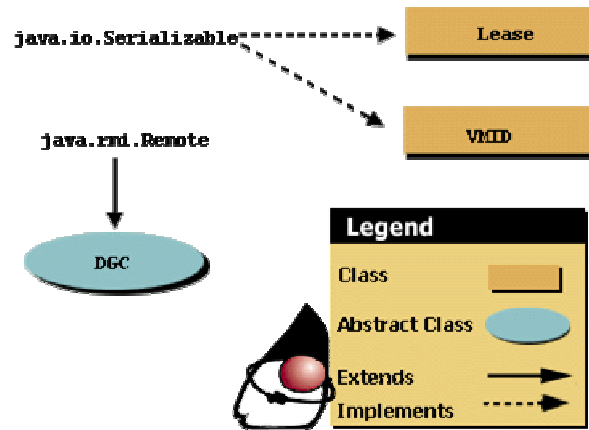 java.io.Serializable
Lease
VMID
java.rmi.Remote
DGC
Legend
Class
Abstract Class
Extends
Implements